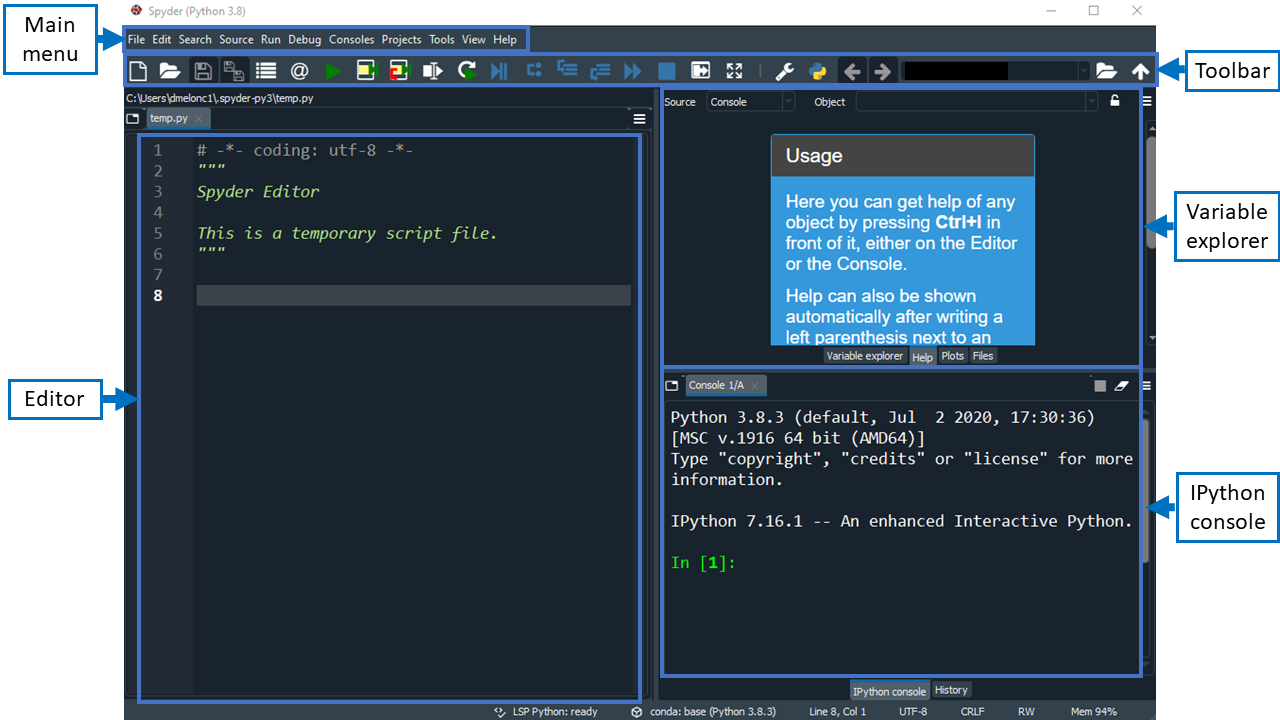 Spyder (Python 3.8)
Main
menu
File Edit Search Source Run Debug Consoles Projects Tools View Help
Toolbar
C:\Users\dmelonc1\.spyder-py3\temp.py
temp.py
1 # -*- coding: utf-8 -*-
2 """
3 Spyder Editor
4
5 This is a temporary script file.
6 """
7
8
Editor
Source Console Object
Usage
Here you can get help of any
object by pressing Ctrl+I in
front of it, either on the Editor
or the Console.
Help can also be shown
automatically after writing a
left parenthesis next to an
Variable explorer Help Plots Files
Variable
explorer
Console 1/A
Python 3.8.3 (default, Jul  2 2020, 17:30:36)
[MSC v.1916 64 bit (AMD64)]
Type "copyright", "credits" or "license" for more
information.
IPython 7.16.1 -- An enhanced Interactive Python.
In [1]:
IPython
console
IPython console History
LSP Python: ready conda: base (Python 3.8.3) Line 8, Col 1 UTF-8 CRLF RW Mem 94%